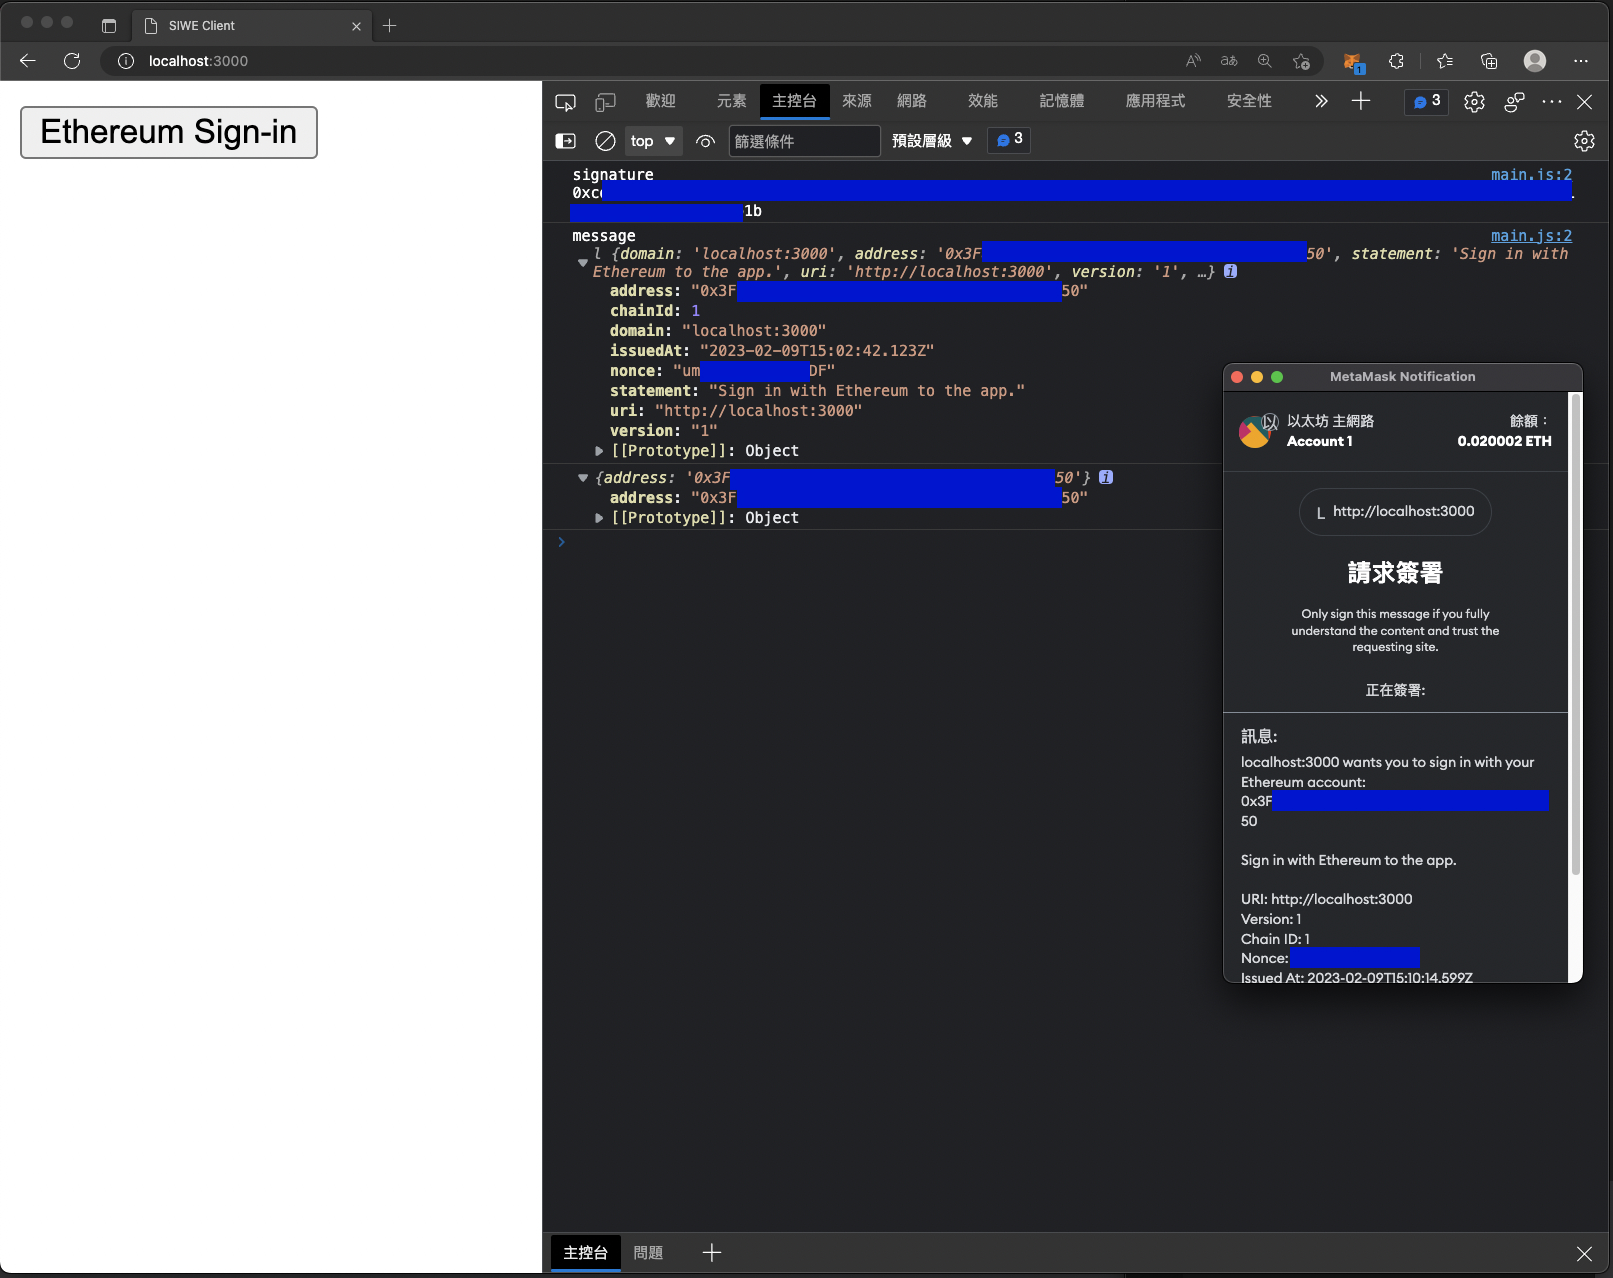 SIWE Client
localhost:3000
Ethereum Sign-in
歡迎 元素 主控台 來源 網路 效能 記憶體 應用程式 安全性 3
top 篩選條件 預設層級 3
signature main.js:2
0xc
1b
message main.js:2
l {domain: 'localhost:3000', address: '0x3F 50', statement: 'Sign in with
Ethereum to the app.', uri: 'http://localhost:3000', version: '1', …}
address: "0x3F 50"
chainId: 1
domain: "localhost:3000"
issuedAt: "2023-02-09T15:02:42.123Z"
nonce: "um DF"
statement: "Sign in with Ethereum to the app."
uri: "http://localhost:3000"
version: "1"
[[Prototype]]: Object
{address: '0x3F 50'}
address: "0x3F 50"
[[Prototype]]: Object
MetaMask Notification
以 以太坊 主網路 餘額：
Account 1 0.020002 ETH
L http://localhost:3000
請求簽署
Only sign this message if you fully
understand the content and trust the
requesting site.
正在簽署:
訊息:
localhost:3000 wants you to sign in with your
Ethereum account:
0x3F
50
Sign in with Ethereum to the app.
URI: http://localhost:3000
Version: 1
Chain ID: 1
Nonce:
Issued At: 2023-02-09T15:10:14.599Z
主控台 問題